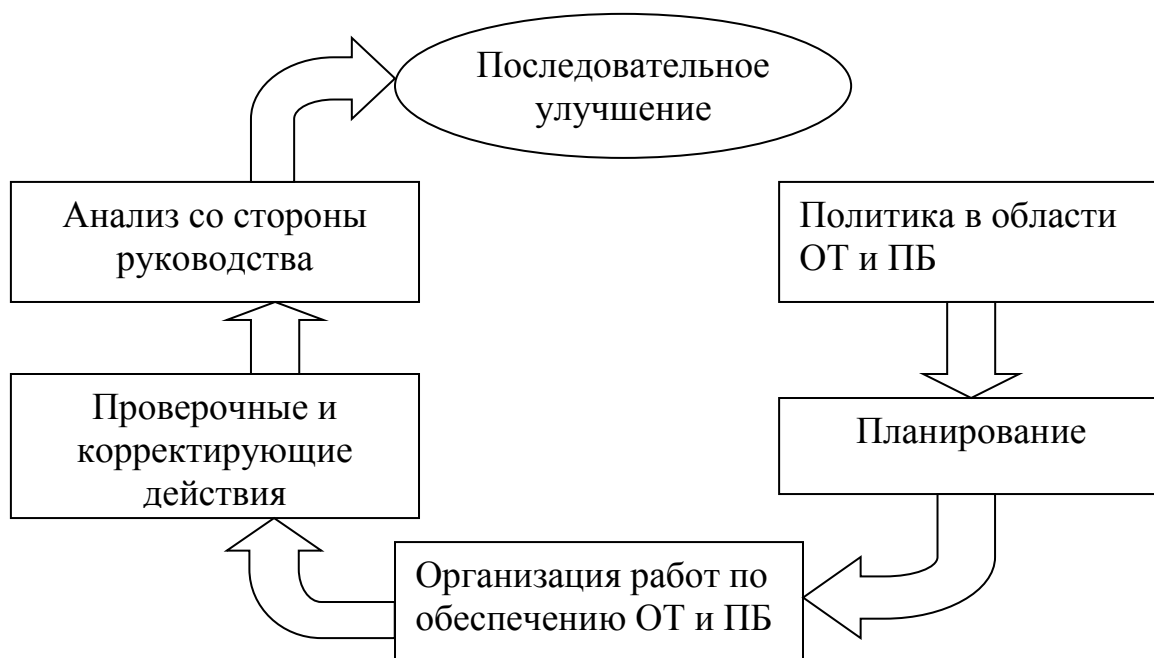 Последовательное
улучшение
Анализ со стороны
руководства
Политика в области
ОТ и ПБ
Проверочные и
корректирующие
действия
Планирование
Организация работ по
обеспечению ОТ и ПБ